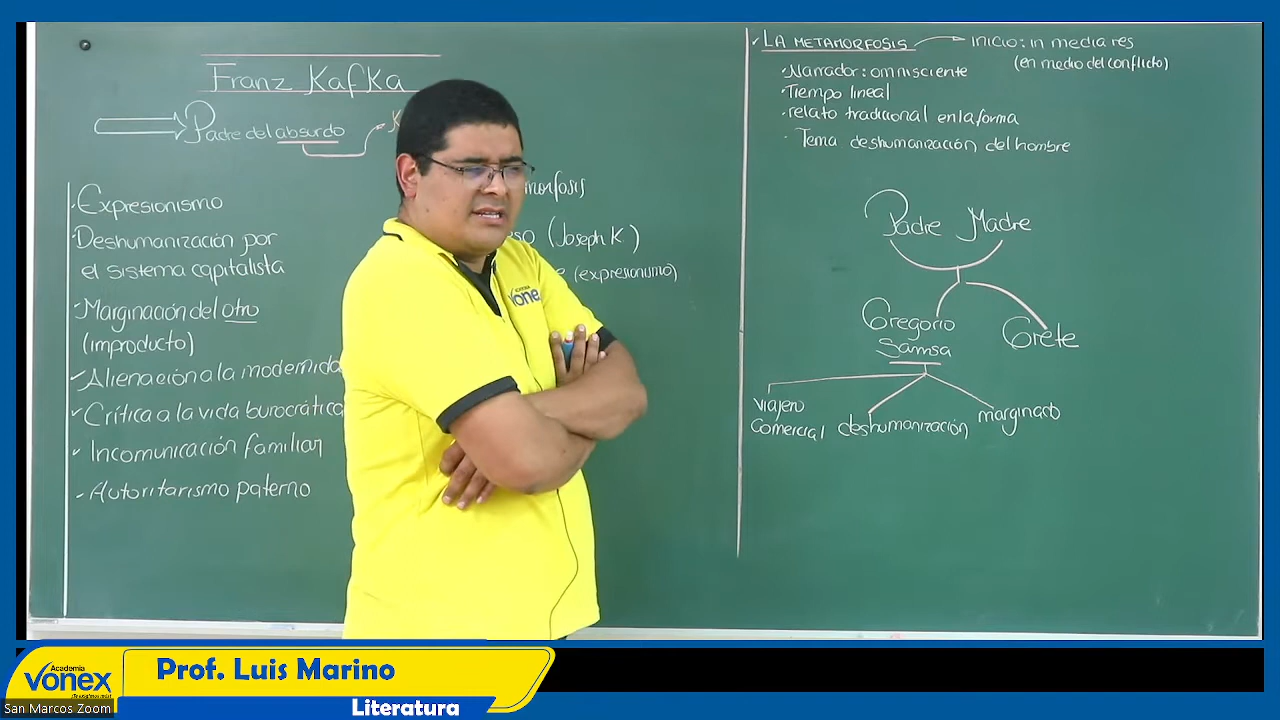 Franz Kafka
Padre del absurdo
Expresionismo
Deshumanización por
el sistema capitalista
Marginación del otro
(improducto)
Alienación a la modernida
Crítica a la vida burocrática
Incomunicación familiar
Autoritarismo paterno
morfosis
eso (Joseph K.)
e (expresionismo)
LA METAMORFOSIS
inicio: in media res
(en medio del conflicto)
Narrador: omnisciente
Tiempo lineal
relato tradicional en la forma
Tema deshumanización del hombre
Padre Madre
Gregorio
Samsa
Grete
viajero
comercial
deshumanización
marginado
Academia
vonex
Academia
vonex
Prof. Luis Marino
Literatura
San Marcos Zoom